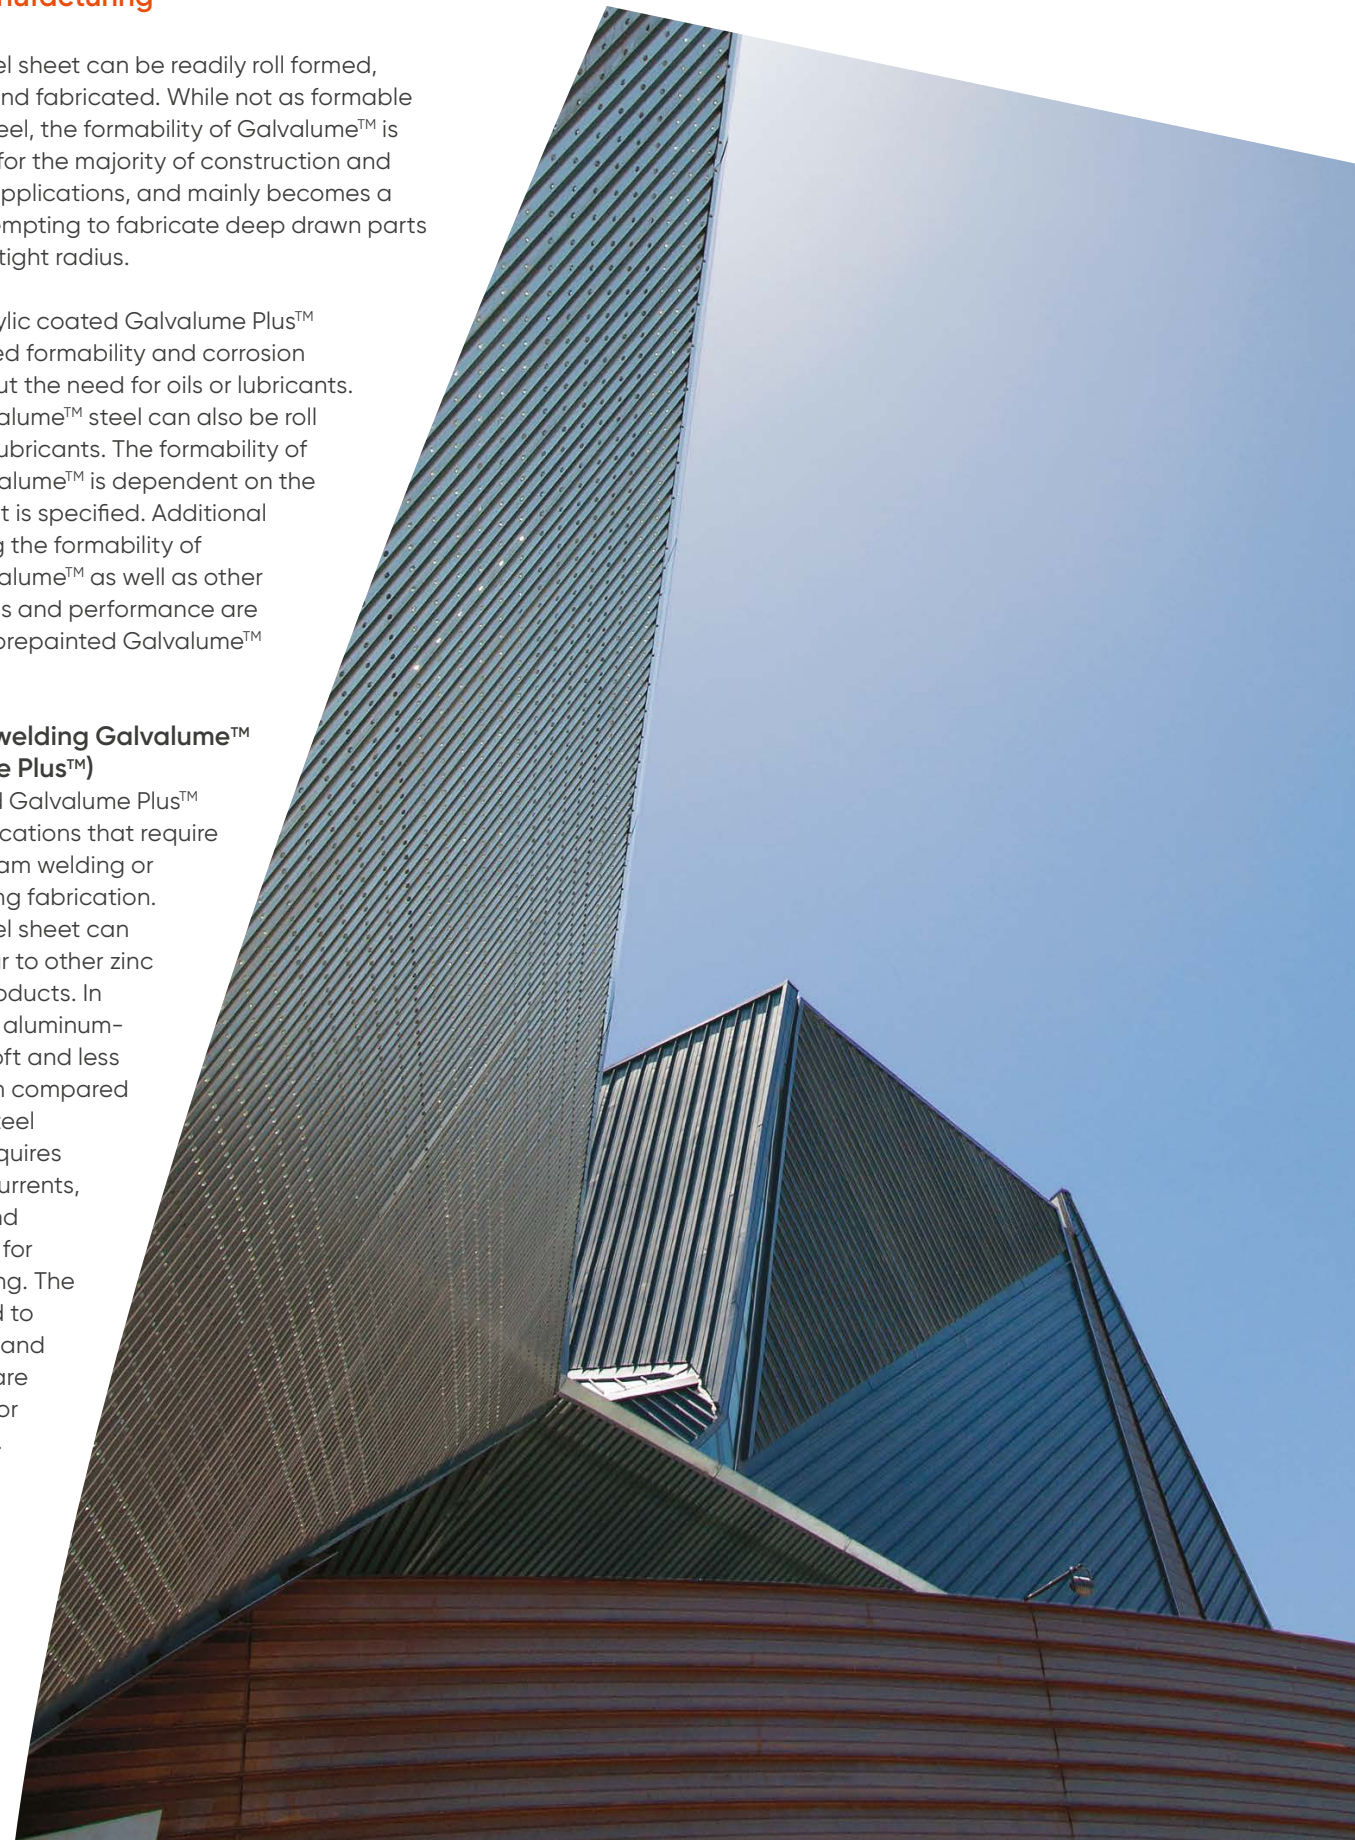 nufacturing
el sheet can be readily roll formed,
nd fabricated. While not as formable
eel, the formability of Galvalume™ is
for the majority of construction and
applications, and mainly becomes a
empting to fabricate deep drawn parts
tight radius.
ylic coated Galvalume Plus™
ed formability and corrosion
ut the need for oils or lubricants.
alume™ steel can also be roll
ubricants. The formability of
alume™ is dependent on the
t is specified. Additional
g the formability of
alume™ as well as other
s and performance are
prepainted Galvalume™
welding Galvalume™
e Plus™)
d Galvalume Plus™
ications that require
am welding or
ng fabrication.
el sheet can
r to other zinc
oducts. In
aluminum-
oft and less
n compared
teel
quires
urrents,
nd
for
ng. The
d to
and
are
or
.